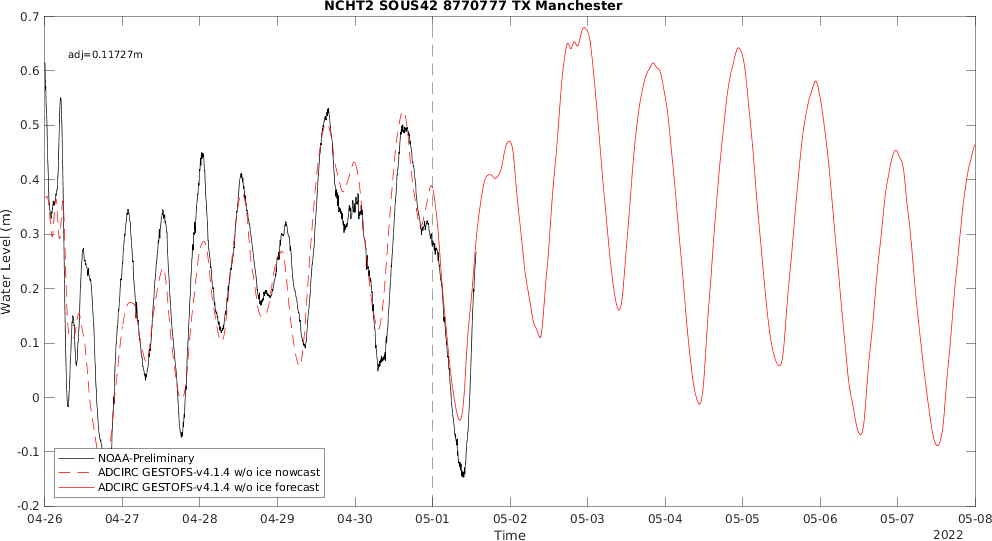 NCHT2 SOUS42 8770777 TX Manchester
adj=0.11727m
0.7
0.6
0.5
0.4
0.3
0.2
0.1
0
-0.1
-0.2
Water Level (m)
NOAA-Preliminary
ADCIRC GESTOFS-v4.1.4 w/o ice nowcast
ADCIRC GESTOFS-v4.1.4 w/o ice forecast
04-26 04-27 04-28 04-29 04-30 05-01 05-02 05-03 05-04 05-05 05-06 05-07 05-08
Time
2022